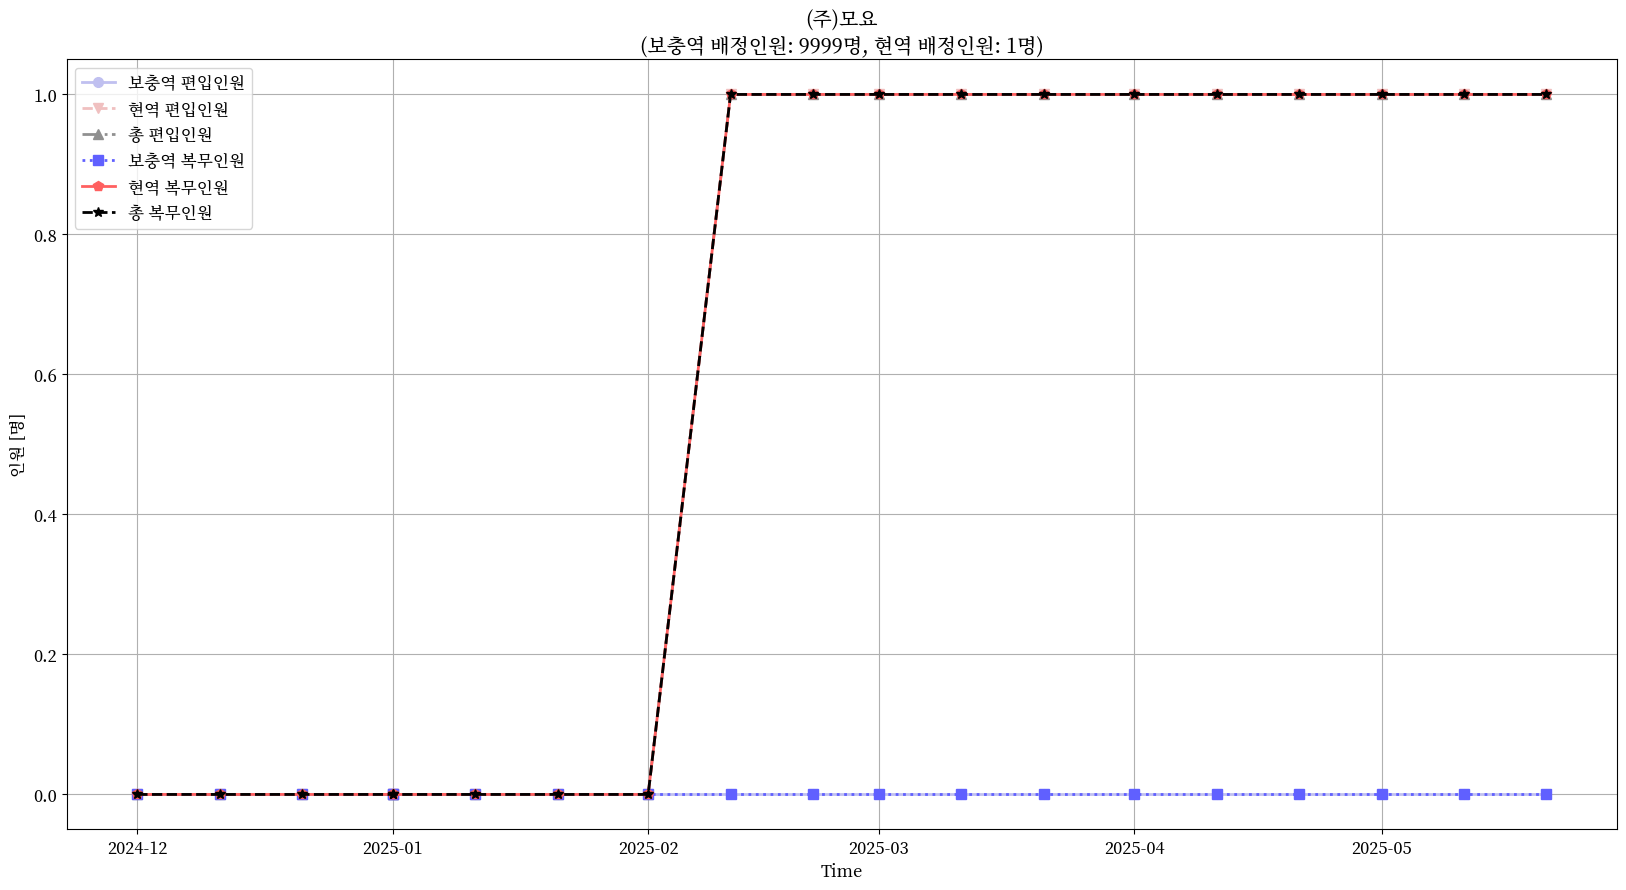 (주)모요
(보충역 배정인원: 9999명, 현역 배정인원: 1명)
보충역 편입인원
현역 편입인원
총 편입인원
보충역 복무인원
현역 복무인원
총 복무인원
1.0
0.8
0.6
0.4
0.2
0.0
인원 [명]
2024-12
2025-01
2025-02
2025-03
2025-04
2025-05
Time